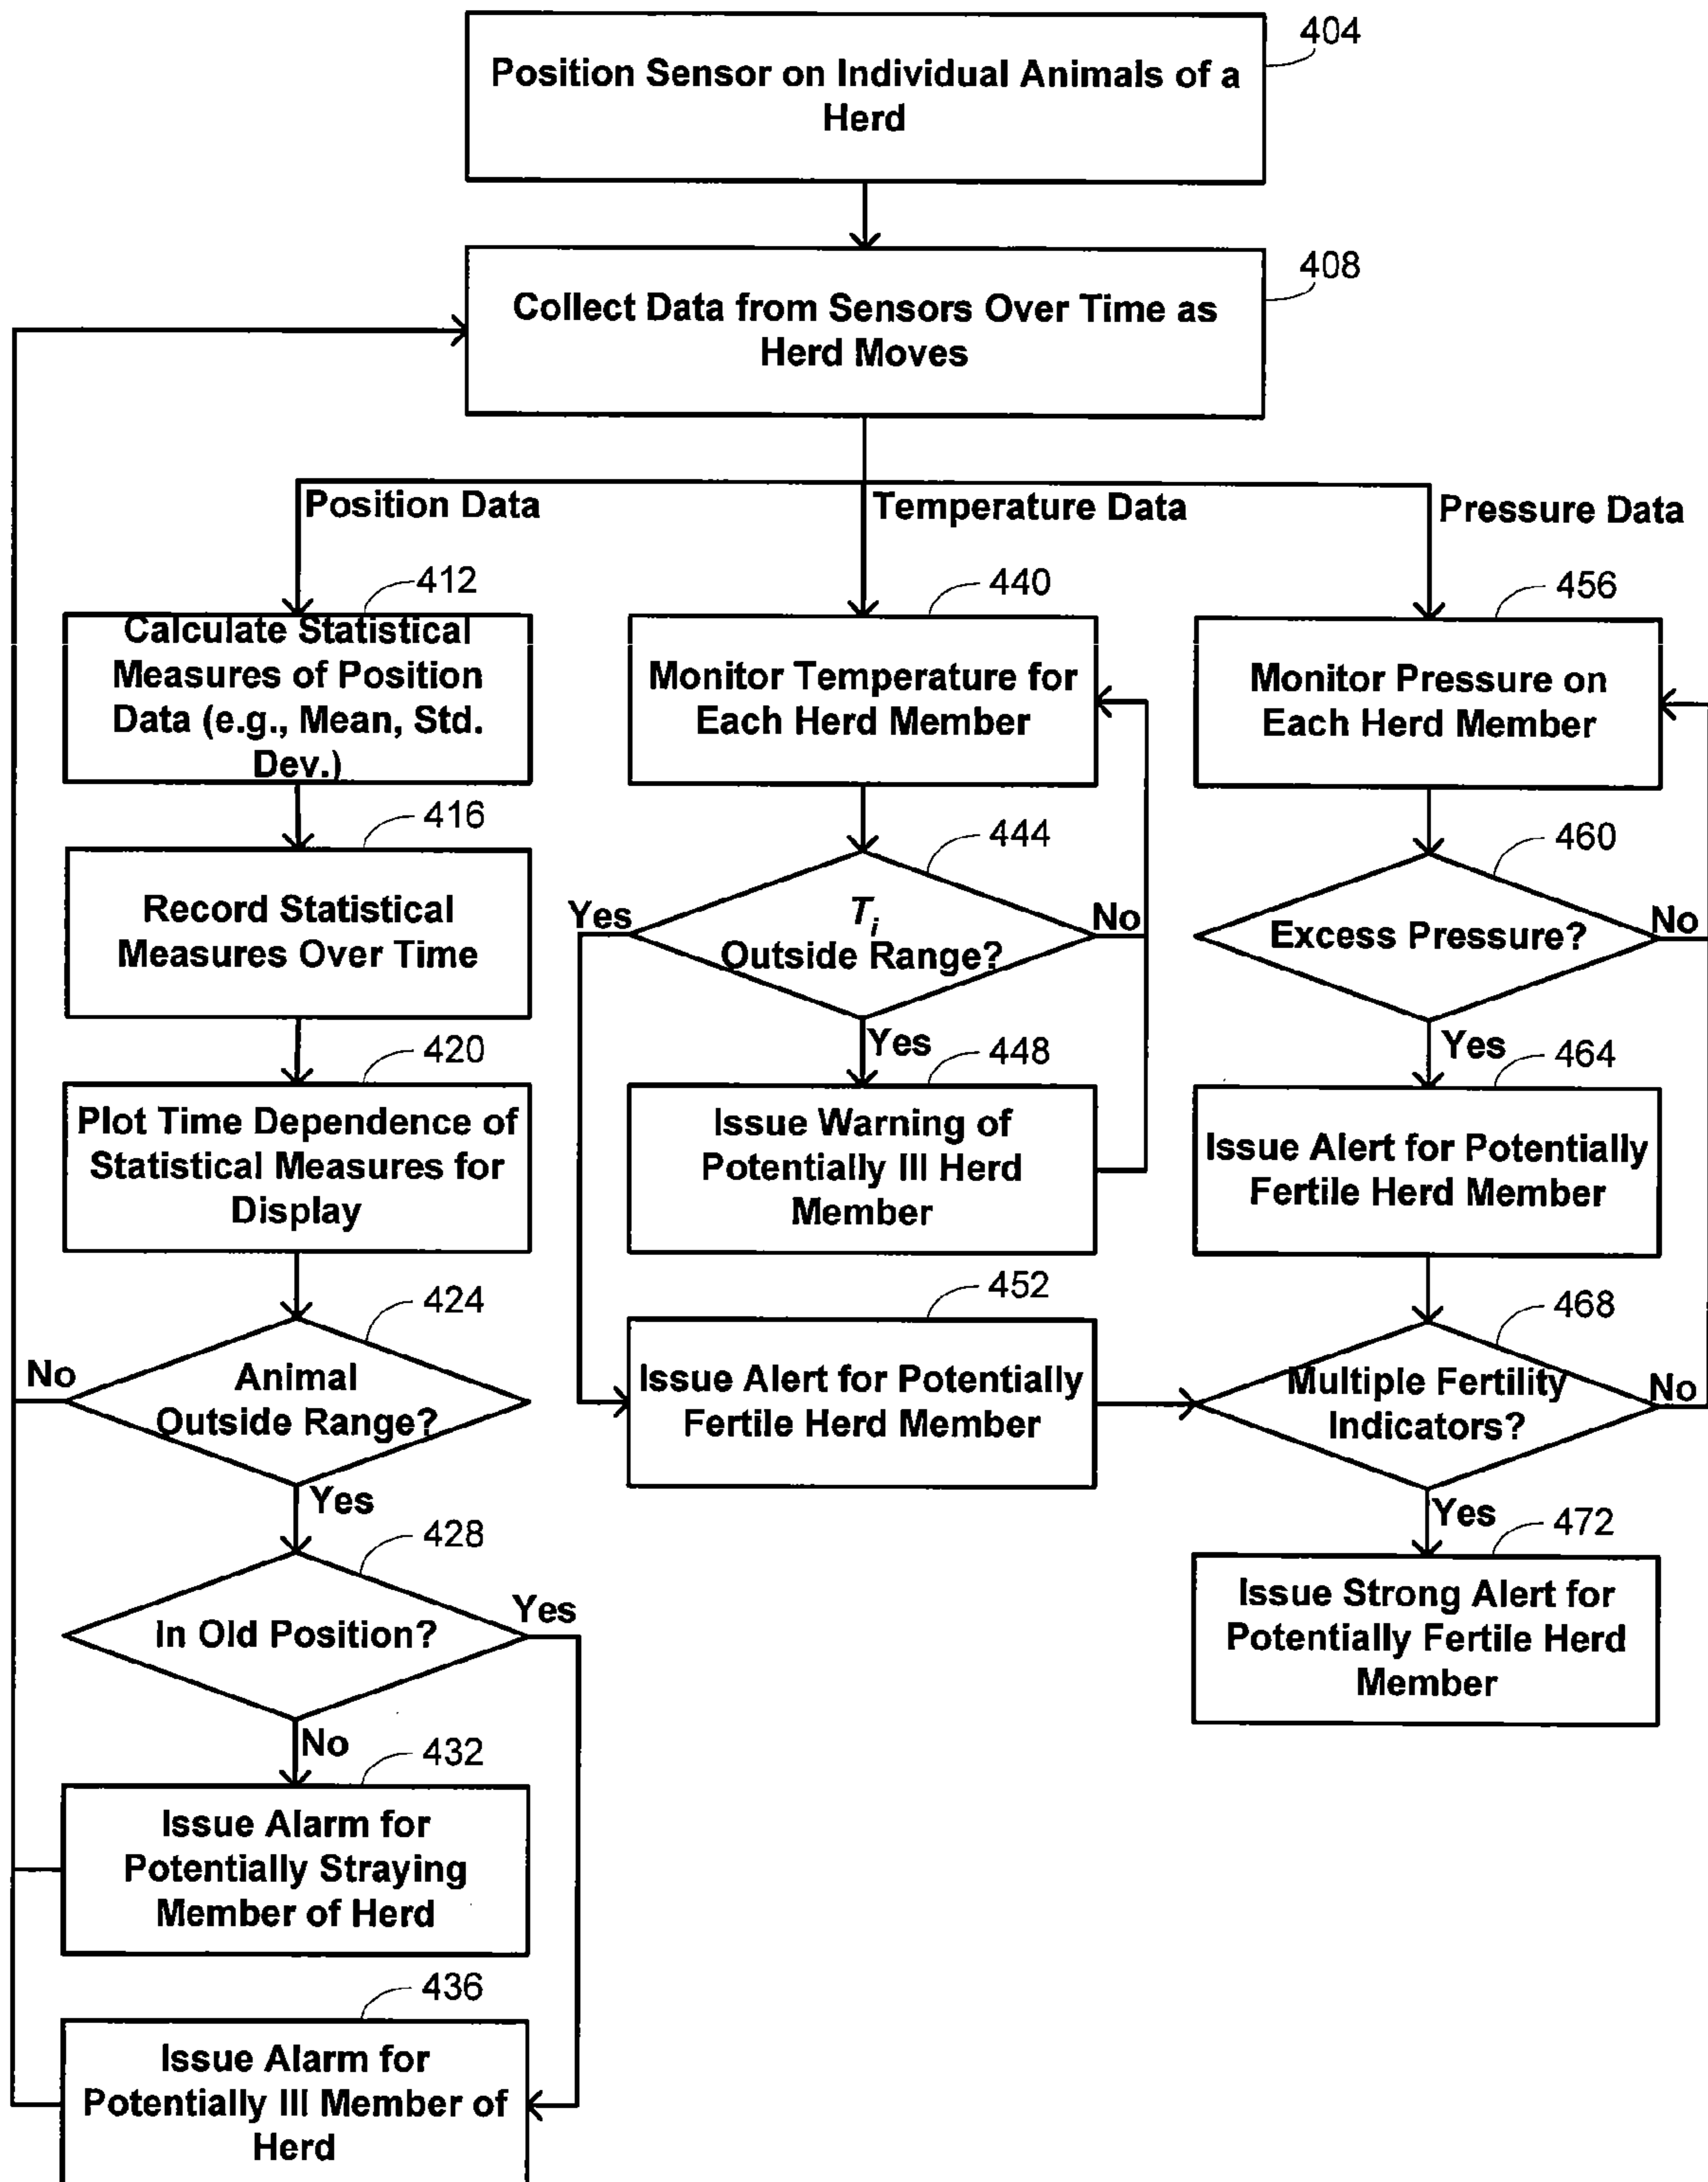 404
Position Sensor on Individual Animals of a
Herd
408
Collect Data from Sensors Over Time as
Herd Moves
Position Data
Temperature Data
Pressure Data
412
Calculate Statistical
Measures of Position
Data (e.g., Mean, Std.
Dev.)
416
Record Statistical
Measures Over Time
420
Plot Time Dependence of
Statistical Measures for
Display
424
Animal
Outside Range?
No
Yes
428
In Old Position?
Yes
No
432
Issue Alarm for
Potentially Straying
Member of Herd
436
Issue Alarm for
Potentially Ill Member of
Herd
440
Monitor Temperature for
Each Herd Member
444
Yes
Ti
Outside Range?
No
Yes
448
Issue Warning of
Potentially Ill Herd
Member
452
Issue Alert for Potentially
Fertile Herd Member
456
Monitor Pressure on
Each Herd Member
460
Excess Pressure?
No
Yes
464
Issue Alert for Potentially
Fertile Herd Member
468
Multiple Fertility
Indicators?
No
Yes
472
Issue Strong Alert for
Potentially Fertile Herd
Member